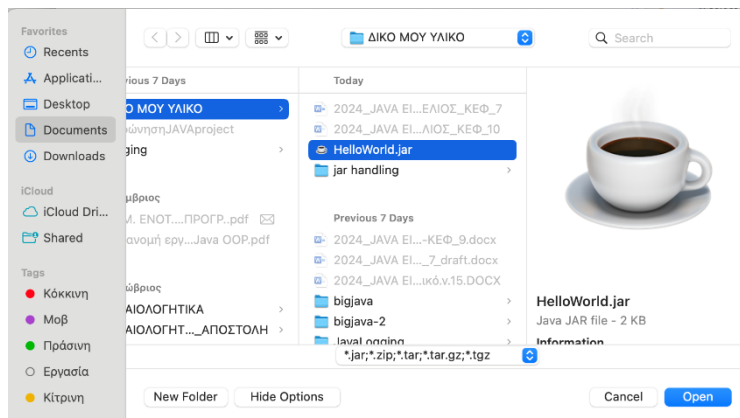 Favorites
Recents
Applicati...
Desktop
Documents
Downloads
iCloud
iCloud Dri...
Shared
Tags
Κόκκινη
Μοβ
Πράσινη
Εργασία
Κίτρινη
ΔΙΚΟ ΜΟΥ ΥΛΙΚΟ
Search
vious 7 Days
Ο ΜΟΥ ΥΛΙΚΟ
ώνησηJAVAproject
ging
μβριος
Μ. ΕΝΟΤ....ΠΡΟΓΡ..pdf
ανομή εργ...Java OOP.pdf
ώβριος
ΑΙΟΛΟΓΗΤΙΚΑ
ΑΙΟΛΟΓΗΤ..._ΑΠΟΣΤΟΛΗ
Today
2024_JAVA ΕΙ...ΕΛΙΟΣ_ΚΕΦ_7
2024_JAVA ΕΙ...ΛΙΟΣ_ΚΕΦ_10
HelloWorld.jar
jar handling
Previous 7 Days
2024_JAVA ΕΙ...-ΚΕΦ_9.docx
2024_JAVA ΕΙ..._7_draft.docx
2024_JAVA ΕΙ...ικό.v.15.DOCX
bigjava
bigjava-2
JavaLogging
HelloWorld.jar
Java JAR file - 2 KB
Information
*.jar;*.zip;*.tar;*.tar.gz;*.tgz
New Folder
Hide Options
Cancel
Open